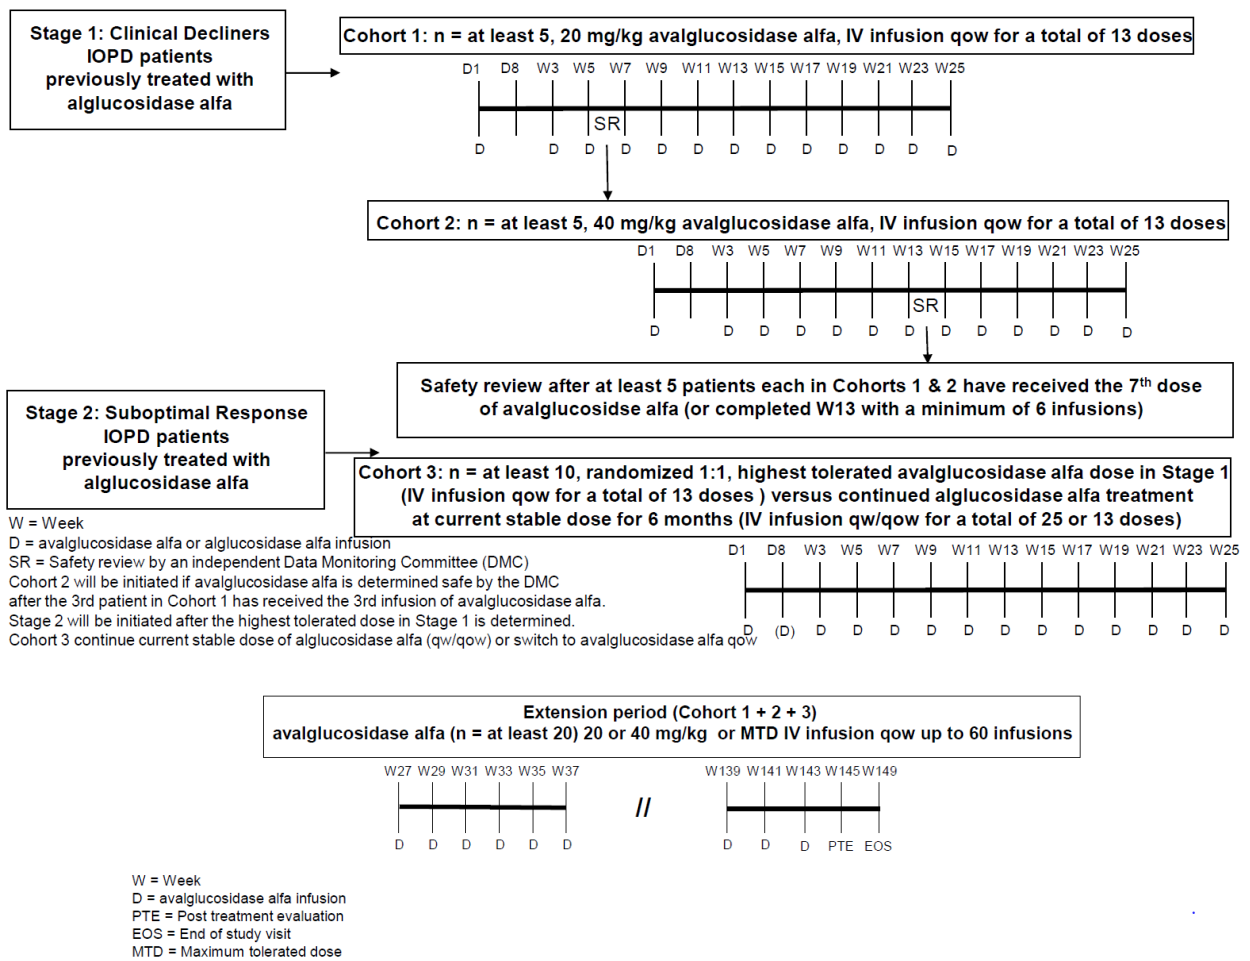 Stage 1: Clinical Decliners
IOPD patients
previously treated with
alglucosidase alfa
Cohort 1: n = at least 5, 20 mg/kg avalglucosidase alfa, IV infusion qow for a total of 13 doses
D1 D8 W3 W5 W7 W9 W11 W13 W15 W17 W19 W21 W23 W25
SR
D D D D D D D D D D D D D
Cohort 2: n = at least 5, 40 mg/kg avalglucosidase alfa, IV infusion qow for a total of 13 doses
D1 D8 W3 W5 W7 W9 W11 W13 W15 W17 W19 W21 W23 W25
SR
D D D D D D D D D D D D D
Safety review after at least 5 patients each in Cohorts 1 & 2 have received the 7th dose
of avalglucosidse alfa (or completed W13 with a minimum of 6 infusions)
Stage 2: Suboptimal Response
IOPD patients
previously treated with
alglucosidase alfa
Cohort 3: n = at least 10, randomized 1:1, highest tolerated avalglucosidase alfa dose in Stage 1
(IV infusion qow for a total of 13 doses ) versus continued alglucosidase alfa treatment
at current stable dose for 6 months (IV infusion qw/qow for a total of 25 or 13 doses)
D1 D8 W3 W5 W7 W9 W11 W13 W15 W17 W19 W21 W23 W25
D (D) D D D D D D D D D D D D
W = Week
D = avalglucosidase alfa or alglucosidase alfa infusion
SR = Safety review by an independent Data Monitoring Committee (DMC)
Cohort 2 will be initiated if avalglucosidase alfa is determined safe by the DMC
after the 3rd patient in Cohort 1 has received the 3rd infusion of avalglucosidase alfa.
Stage 2 will be initiated after the highest tolerated dose in Stage 1 is determined.
Cohort 3 continue current stable dose of alglucosidase alfa (qw/qow) or switch to avalglucosidase alfa qow
Extension period (Cohort 1 + 2 + 3)
avalglucosidase alfa (n = at least 20) 20 or 40 mg/kg or MTD IV infusion qow up to 60 infusions
W27 W29 W31 W33 W35 W37
D D D D D D
//
W139 W141 W143 W145 W149
D D D PTE EOS
W = Week
D = avalglucosidase alfa infusion
PTE = Post treatment evaluation
EOS = End of study visit
MTD = Maximum tolerated dose